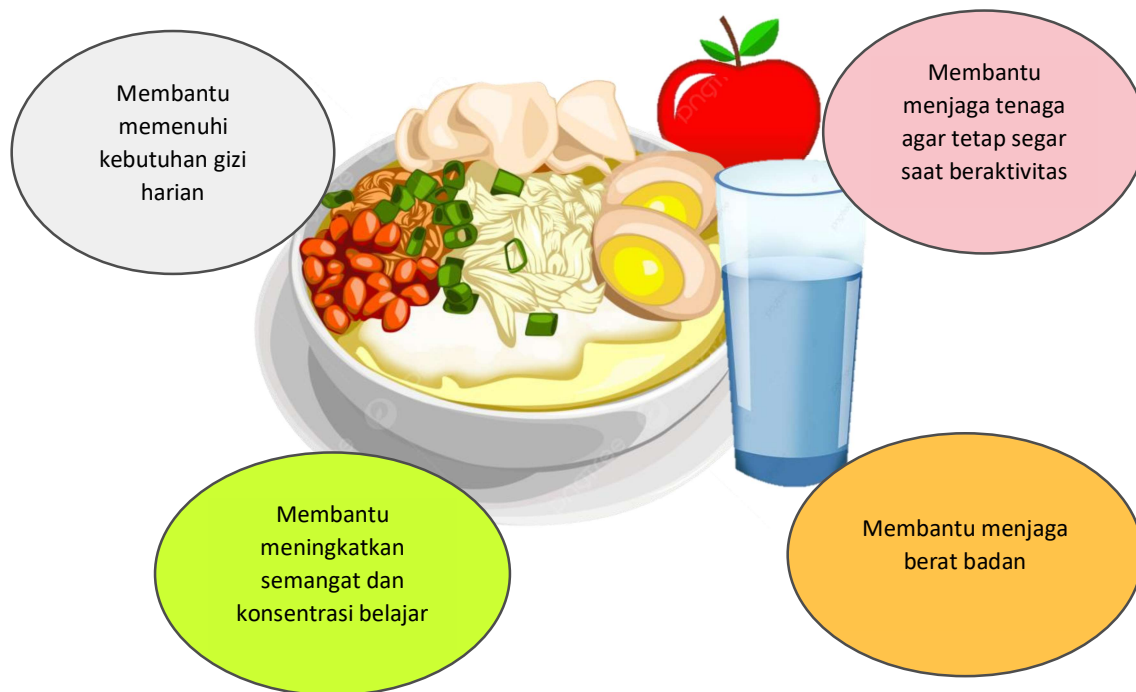 Membantu
memenuhi
kebutuhan gizi
harian
Membantu
menjaga tenaga
agar tetap segar
saat beraktivitas
Membantu
meningkatkan
semangat dan
konsentrasi belajar
Membantu menjaga
berat badan